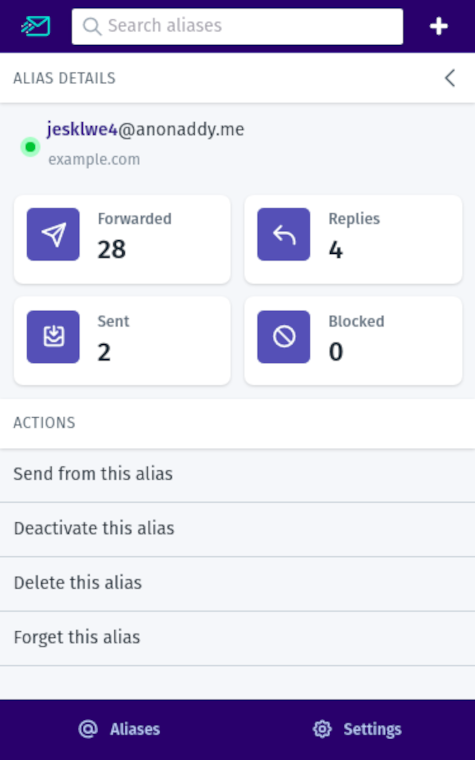 Search aliases
ALIAS DETAILS
jesklwe4@anonaddy.me
example.com
Forwarded
28
Replies
4
Sent
2
Blocked
0
ACTIONS
Send from this alias
Deactivate this alias
Delete this alias
Forget this alias
Aliases
Settings